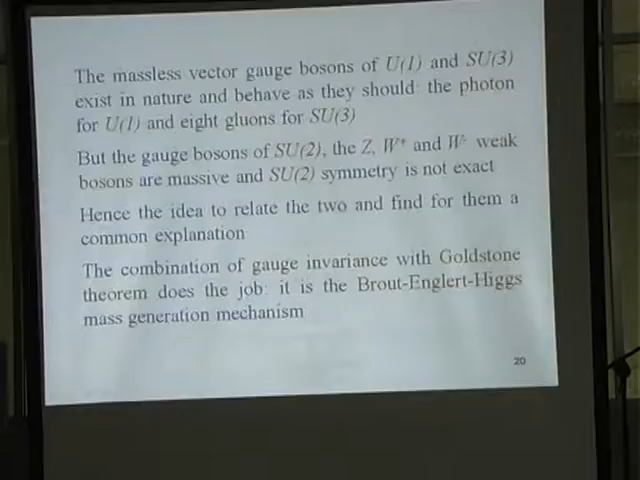 The massless vector gauge bosons of U(1) and SU(3)
exist in nature and behave as they should: the photon
for U(1) and eight gluons for SU(3)
But the gauge bosons of SU(2), the Z, W⁺ and W⁻ weak
bosons are massive and SU(2) symmetry is not exact
Hence the idea to relate the two and find for them a
common explanation
The combination of gauge invariance with Goldstone
theorem does the job: it is the Brout-Englert-Higgs
mass generation mechanism
20